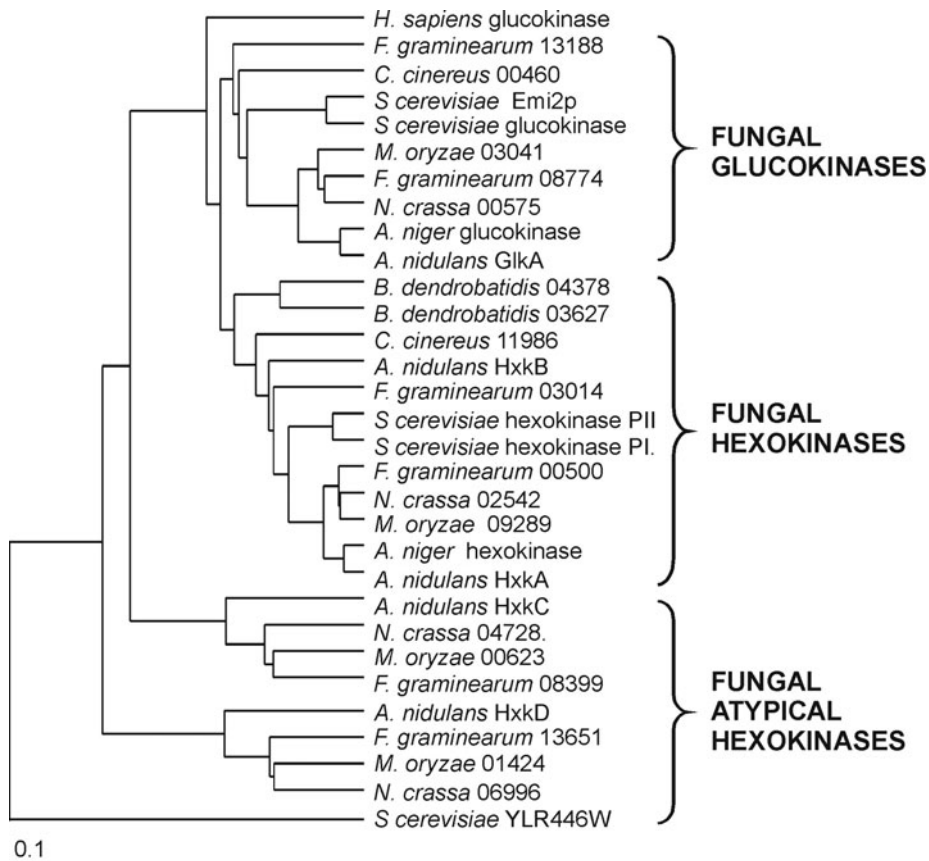 H. sapiens glucokinase
F. graminearum 13188
C. cinereus 00460
S cerevisiae Emi2p
S cerevisiae glucokinase
M. oryzae 03041
F. graminearum 08774
N. crassa 00575
A. niger glucokinase
A. nidulans GlkA
FUNGAL
GLUCOKINASES
B. dendrobatidis 04378
B. dendrobatidis 03627
C. cinereus 11986
A. nidulans HxkB
F. graminearum 03014
S cerevisiae hexokinase PII
S cerevisiae hexokinase PI.
F. graminearum 00500
N. crassa 02542
M. oryzae 09289
A. niger hexokinase
A. nidulans HxkA
FUNGAL
HEXOKINASES
A. nidulans HxkC
N. crassa 04728.
M. oryzae 00623
F. graminearum 08399
A. nidulans HxkD
F. graminearum 13651
M. oryzae 01424
N. crassa 06996
S cerevisiae YLR446W
FUNGAL
ATYPICAL
HEXOKINASES
0.1